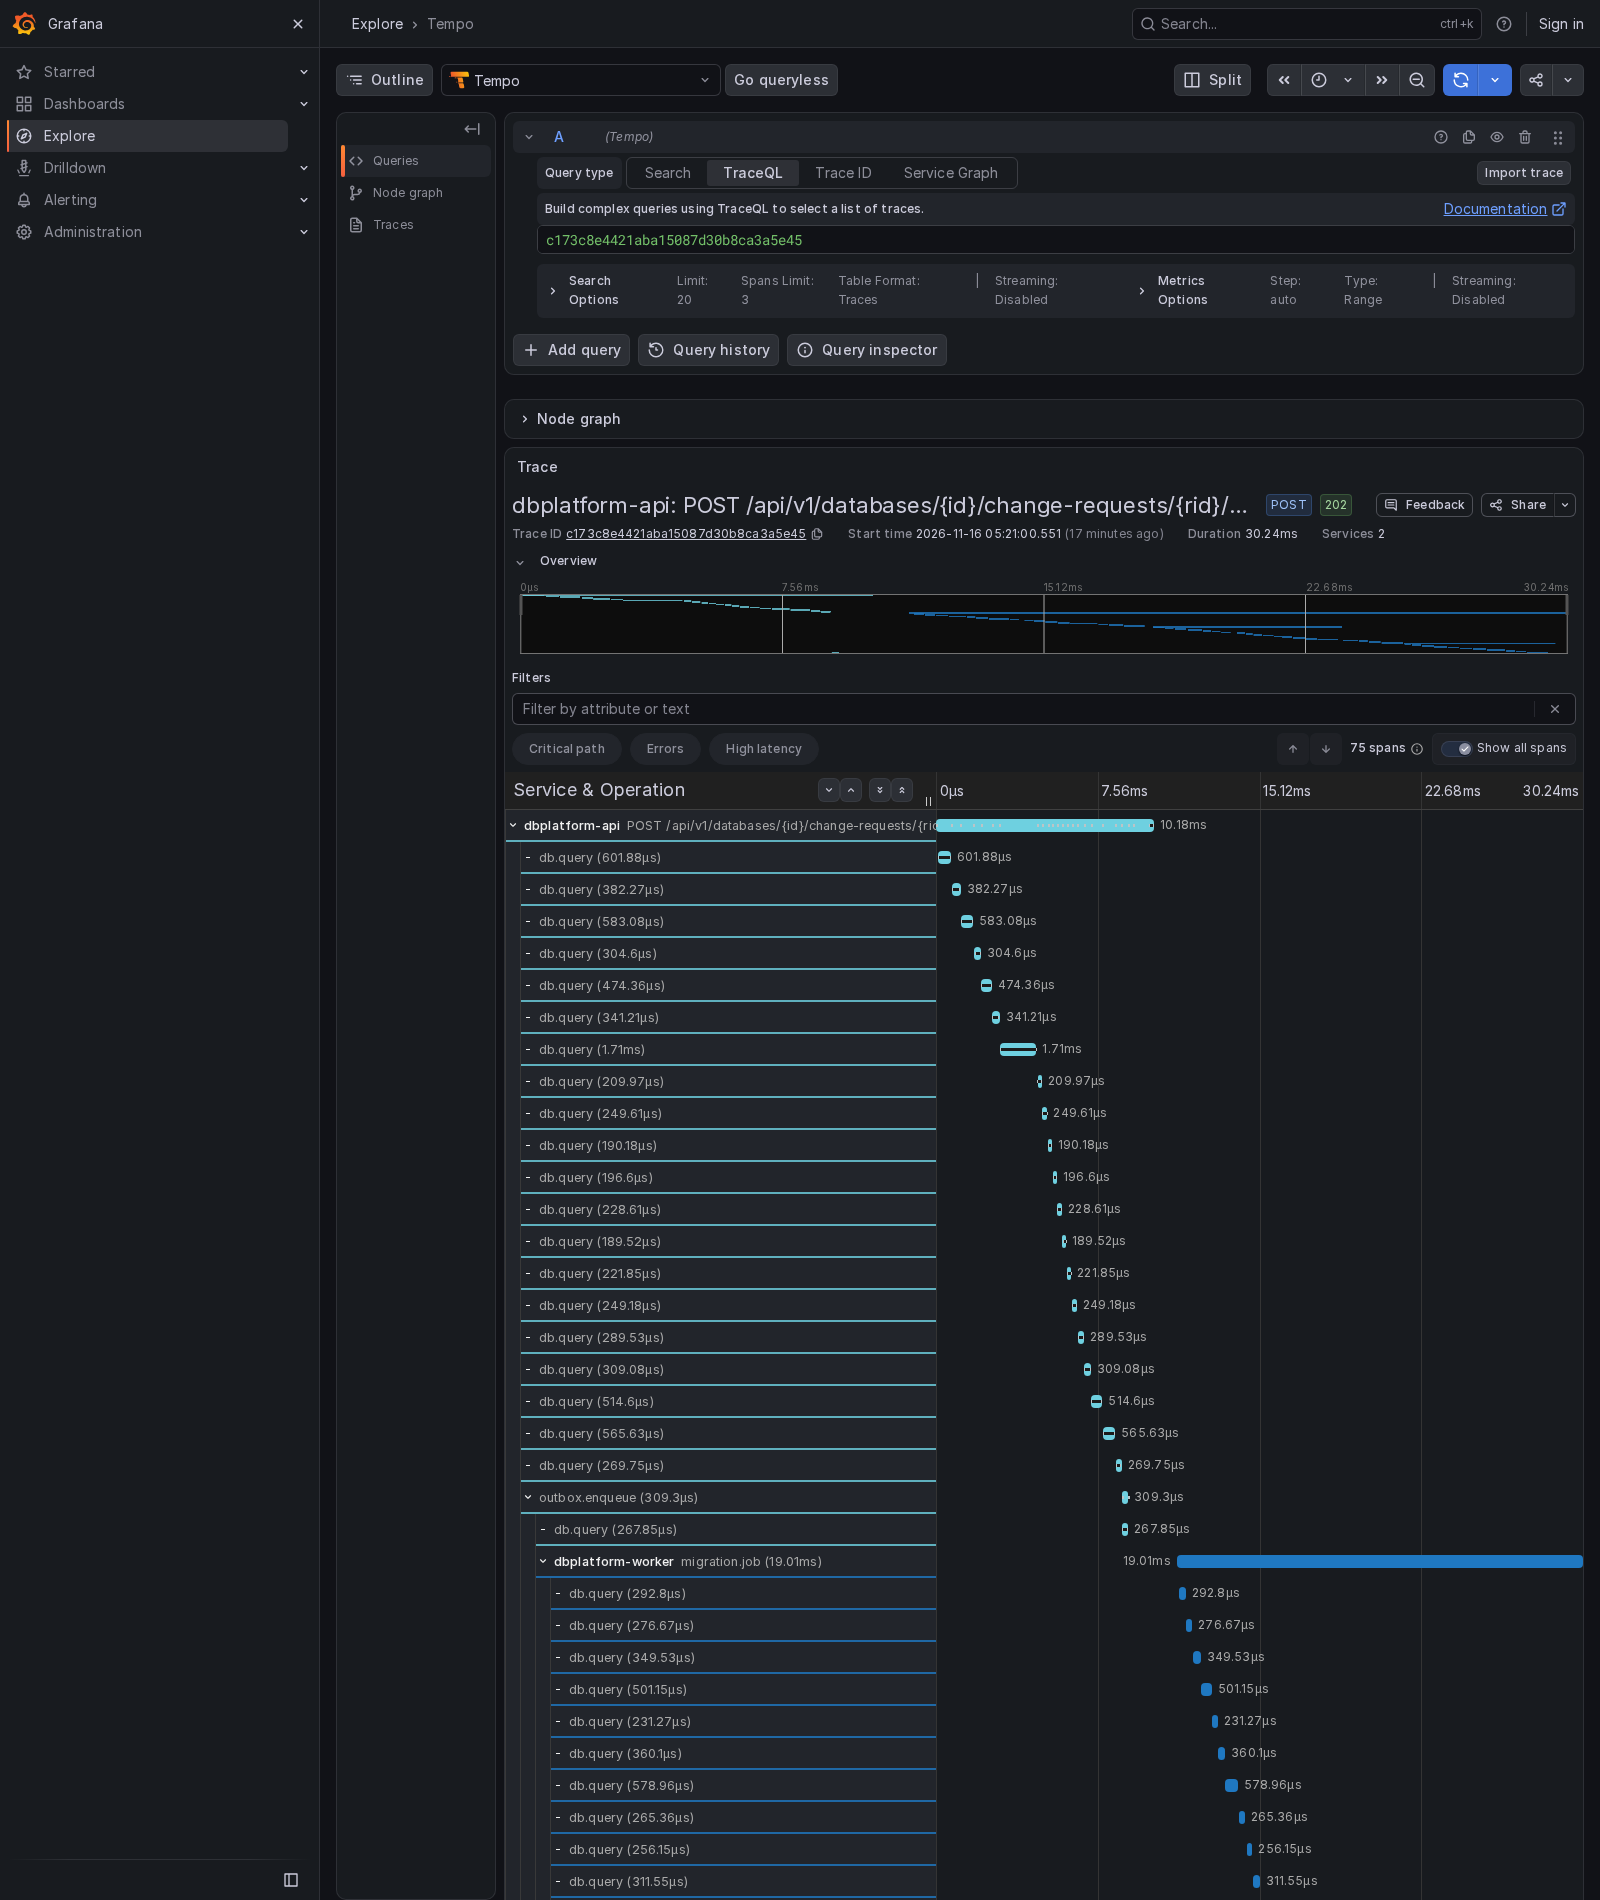 Grafana
Explore › Tempo
Search...
ctrl+k
Sign in
Starred
Dashboards
Explore
Drilldown
Alerting
Administration
Outline
Tempo
Go queryless
Split
Queries
Node graph
Traces
A
(Tempo)
Query type
Search
TraceQL
Trace ID
Service Graph
Import trace
Build complex queries using TraceQL to select a list of traces.
Documentation
c173c8e4421aba15087d30b8ca3a5e45
Search Options
Limit: 20
Spans Limit: 3
Table Format: Traces
|
Streaming: Disabled
Metrics Options
Step: auto
Type: Range
|
Streaming: Disabled
Add query
Query history
Query inspector
Node graph
Trace
dbplatform-api: POST /api/v1/databases/{id}/change-requests/{rid}/...
POST
202
Feedback
Share
Trace ID c173c8e4421aba15087d30b8ca3a5e45
Start time 2026-11-16 05:21:00.551 (17 minutes ago)
Duration 30.24ms
Services 2
Overview
0µs
7.56ms
15.12ms
22.68ms
30.24ms
Filters
Filter by attribute or text
Critical path
Errors
High latency
75 spans
Show all spans
Service & Operation
0µs
7.56ms
15.12ms
22.68ms
30.24ms
dbplatform-api POST /api/v1/databases/{id}/change-requests/{rid
10.18ms
db.query (601.88µs)
601.88µs
db.query (382.27µs)
382.27µs
db.query (583.08µs)
583.08µs
db.query (304.6µs)
304.6µs
db.query (474.36µs)
474.36µs
db.query (341.21µs)
341.21µs
db.query (1.71ms)
1.71ms
db.query (209.97µs)
209.97µs
db.query (249.61µs)
249.61µs
db.query (190.18µs)
190.18µs
db.query (196.6µs)
196.6µs
db.query (228.61µs)
228.61µs
db.query (189.52µs)
189.52µs
db.query (221.85µs)
221.85µs
db.query (249.18µs)
249.18µs
db.query (289.53µs)
289.53µs
db.query (309.08µs)
309.08µs
db.query (514.6µs)
514.6µs
db.query (565.63µs)
565.63µs
db.query (269.75µs)
269.75µs
outbox.enqueue (309.3µs)
309.3µs
db.query (267.85µs)
267.85µs
dbplatform-worker migration.job (19.01ms)
19.01ms
db.query (292.8µs)
292.8µs
db.query (276.67µs)
276.67µs
db.query (349.53µs)
349.53µs
db.query (501.15µs)
501.15µs
db.query (231.27µs)
231.27µs
db.query (360.1µs)
360.1µs
db.query (578.96µs)
578.96µs
db.query (265.36µs)
265.36µs
db.query (256.15µs)
256.15µs
db.query (311.55µs)
311.55µs